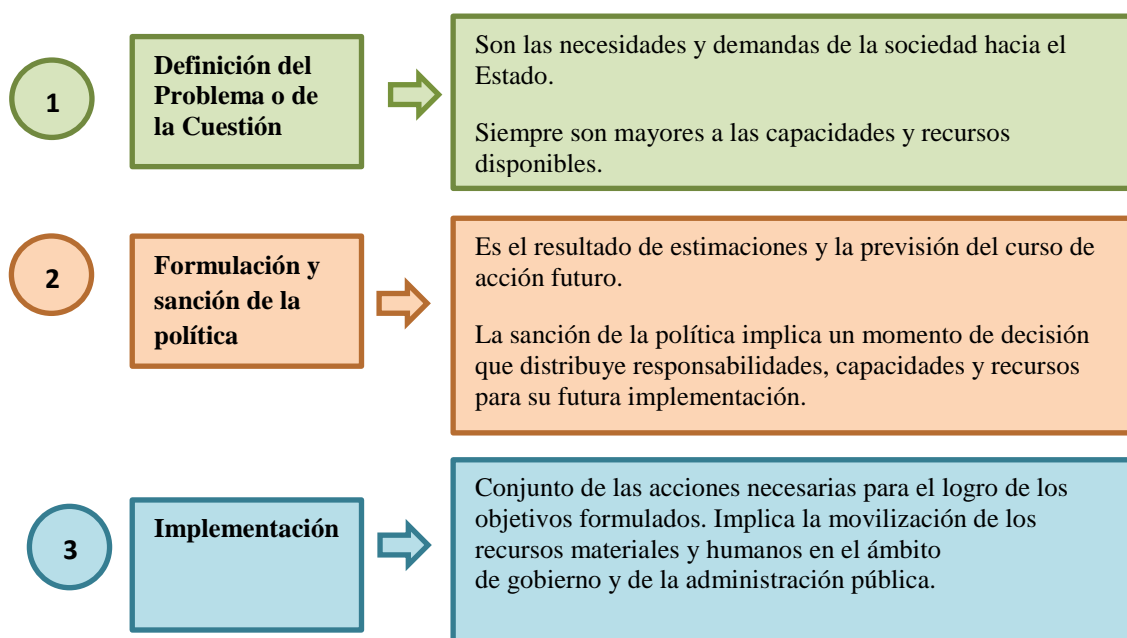 1
Definición del
Problema o de
la Cuestión
Son las necesidades y demandas de la sociedad hacia el
Estado.
Siempre son mayores a las capacidades y recursos
disponibles.
2
Formulación y
sanción de la
política
Es el resultado de estimaciones y la previsión del curso de
acción futuro.
La sanción de la política implica un momento de decisión
que distribuye responsabilidades, capacidades y recursos
para su futura implementación.
3
Implementación
Conjunto de las acciones necesarias para el logro de los
objetivos formulados. Implica la movilización de los
recursos materiales y humanos en el ámbito
de gobierno y de la administración pública.